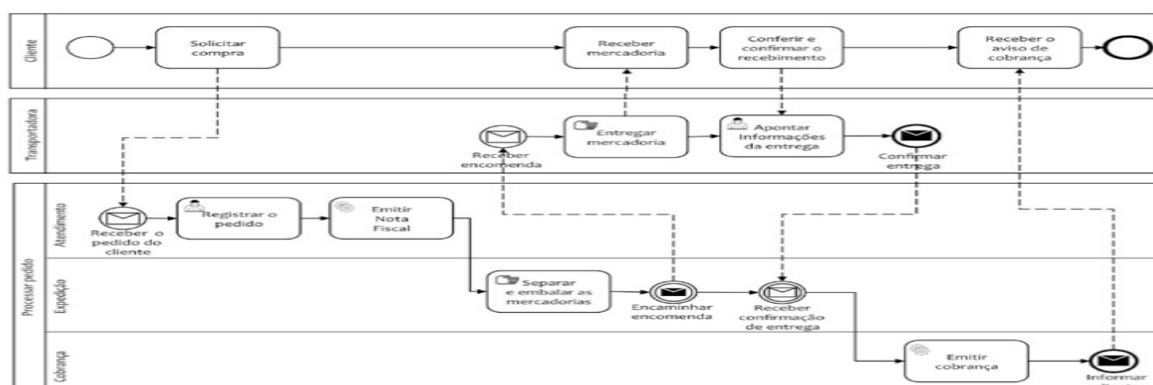 Cliente
Solicitar
compra
Receber
mercadoria
Conferir e
confirmar o
recebimento
Receber o
aviso de
cobrança
Transportadora
Receber
encomenda
Entregar
mercadoria
Apontar
Informações
da entrega
Confirmar
entrega
Processar pedido
Atendimento
Receber o
pedido do
cliente
Registrar o
pedido
Emitir
Nota
Fiscal
Expedição
Separar
e embalar as
mercadorias
Encaminhar
encomenda
Receber
confirmação
de entrega
Cobrança
Emitir
cobrança
Informar